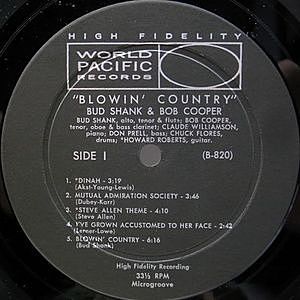 HIGH FIDELITY
WORLD
PACIFIC
RECORDS
"BLOWIN' COUNTRY"
BUD SHANK & BOB COOPER
BUD SHANK, alto, tenor & flute; BOB COOPER,
tenor, oboe & bass clarinet; CLAUDE WILLIAMSON,
piano; DON PRELL, bass; CHUCK FLORES,
drums; *HOWARD ROBERTS, guitar.
SIDE 1
(B-820)
1. *DINAH - 3:19
(Akst-Young-Lewis)
2. MUTUAL ADMIRATION SOCIETY - 3:46
(Dubey-Karr)
3. *STEVE ALLEN THEME - 4:10
(Steve Allen)
4. I'VE GROWN ACCUSTOMED TO HER FACE - 2:42
(Lerner-Lowe)
5. BLOWIN' COUNTRY - 6:16
(Bud Shank)
High Fidelity Recording
33⅓ RPM
Microgroove